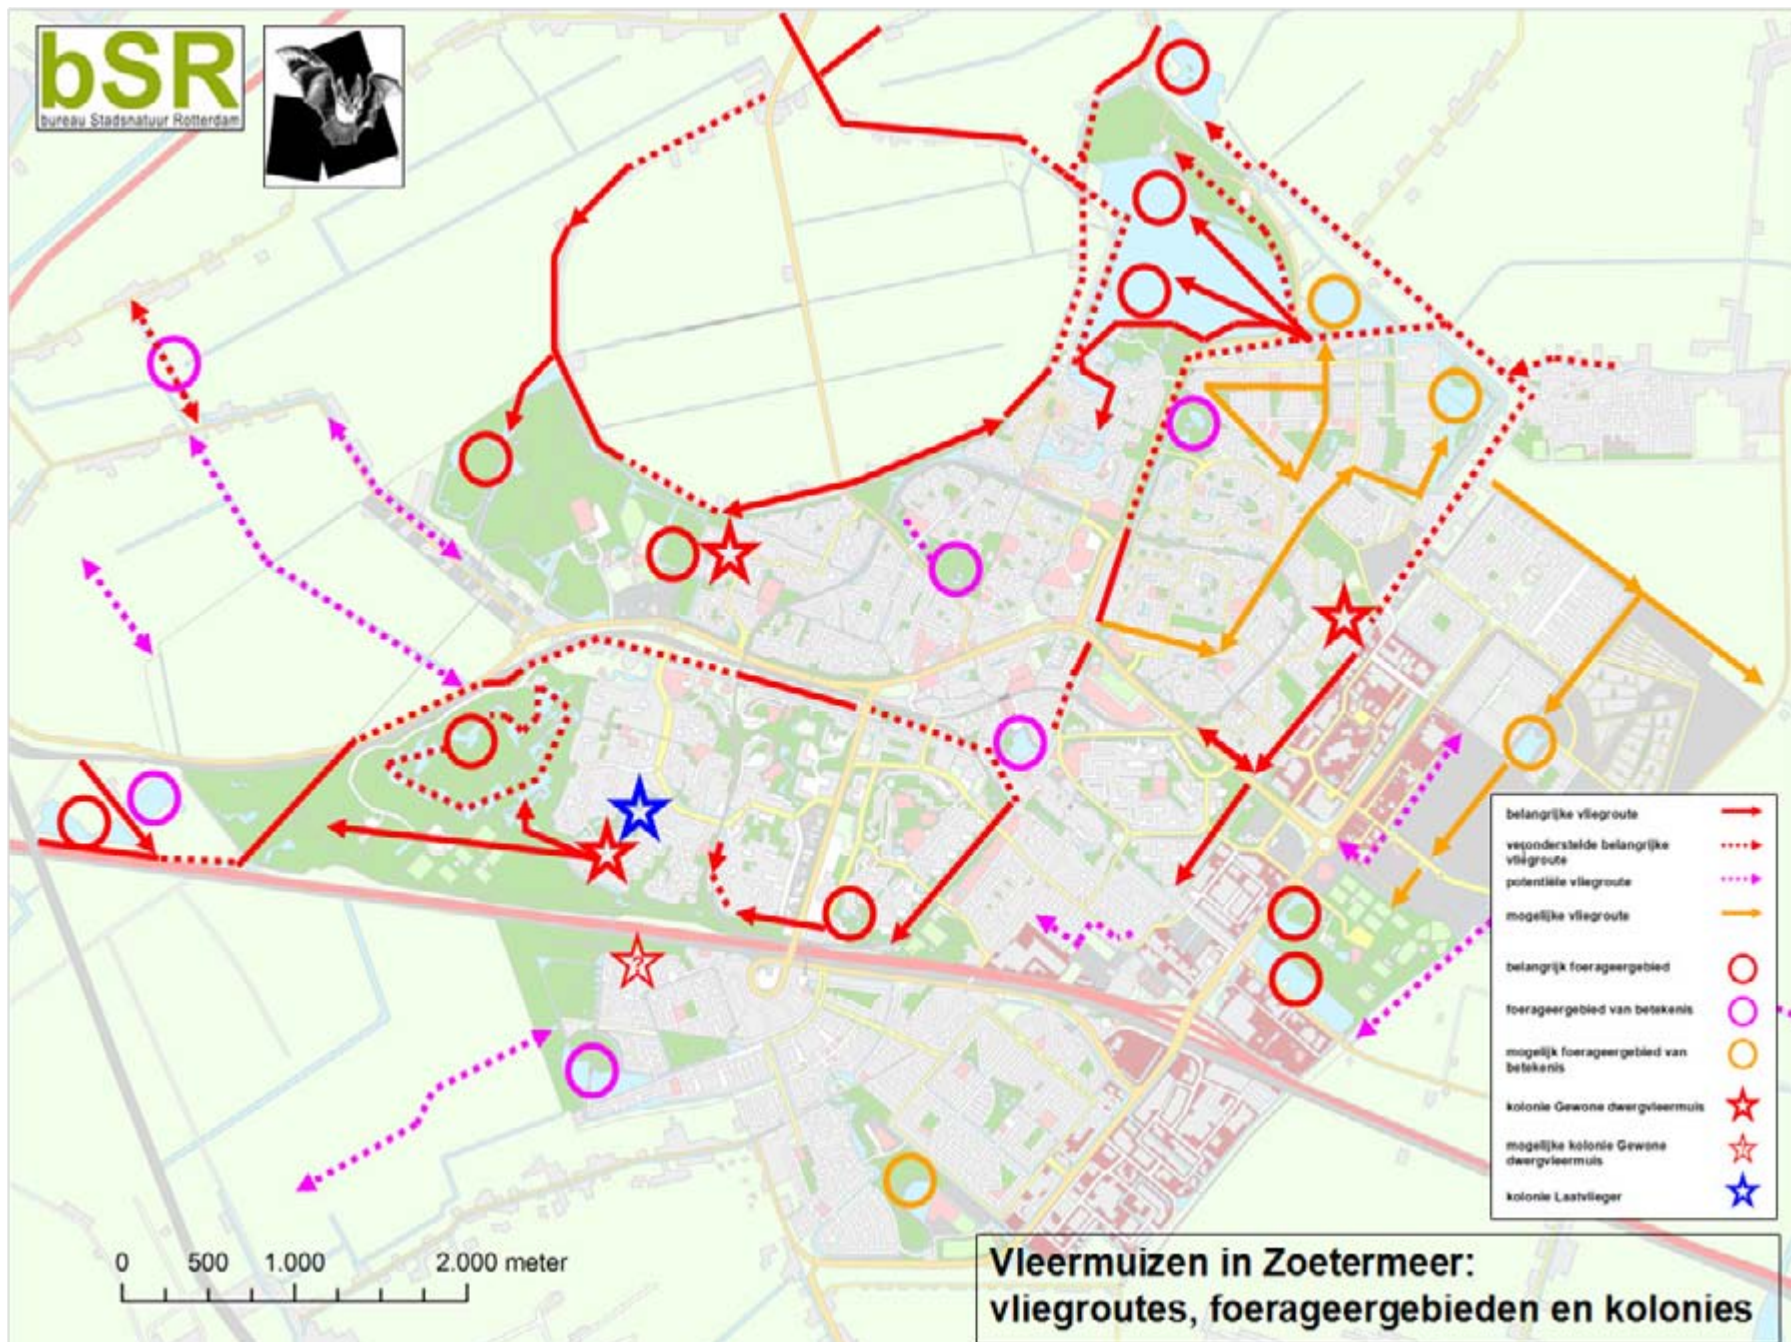 bSR
bureau Stadsnatuur Rotterdam
belangrijke vliegroute
veronderstelde belangrijke
vliegroute
potentiële vliegroute
mogelijke vliegroute
belangrijk foerageergebied
foerageergebied van betekenis
mogelijk foerageergebied van
betekenis
kolonie Gewone dwergvleermuis
mogelijke kolonie Gewone
dwergvleermuis
kolonie Laatvlieger
?
?
0 500 1.000 2.000 meter
Vleermuizen in Zoetermeer:
vliegroutes, foerageergebieden en kolonies